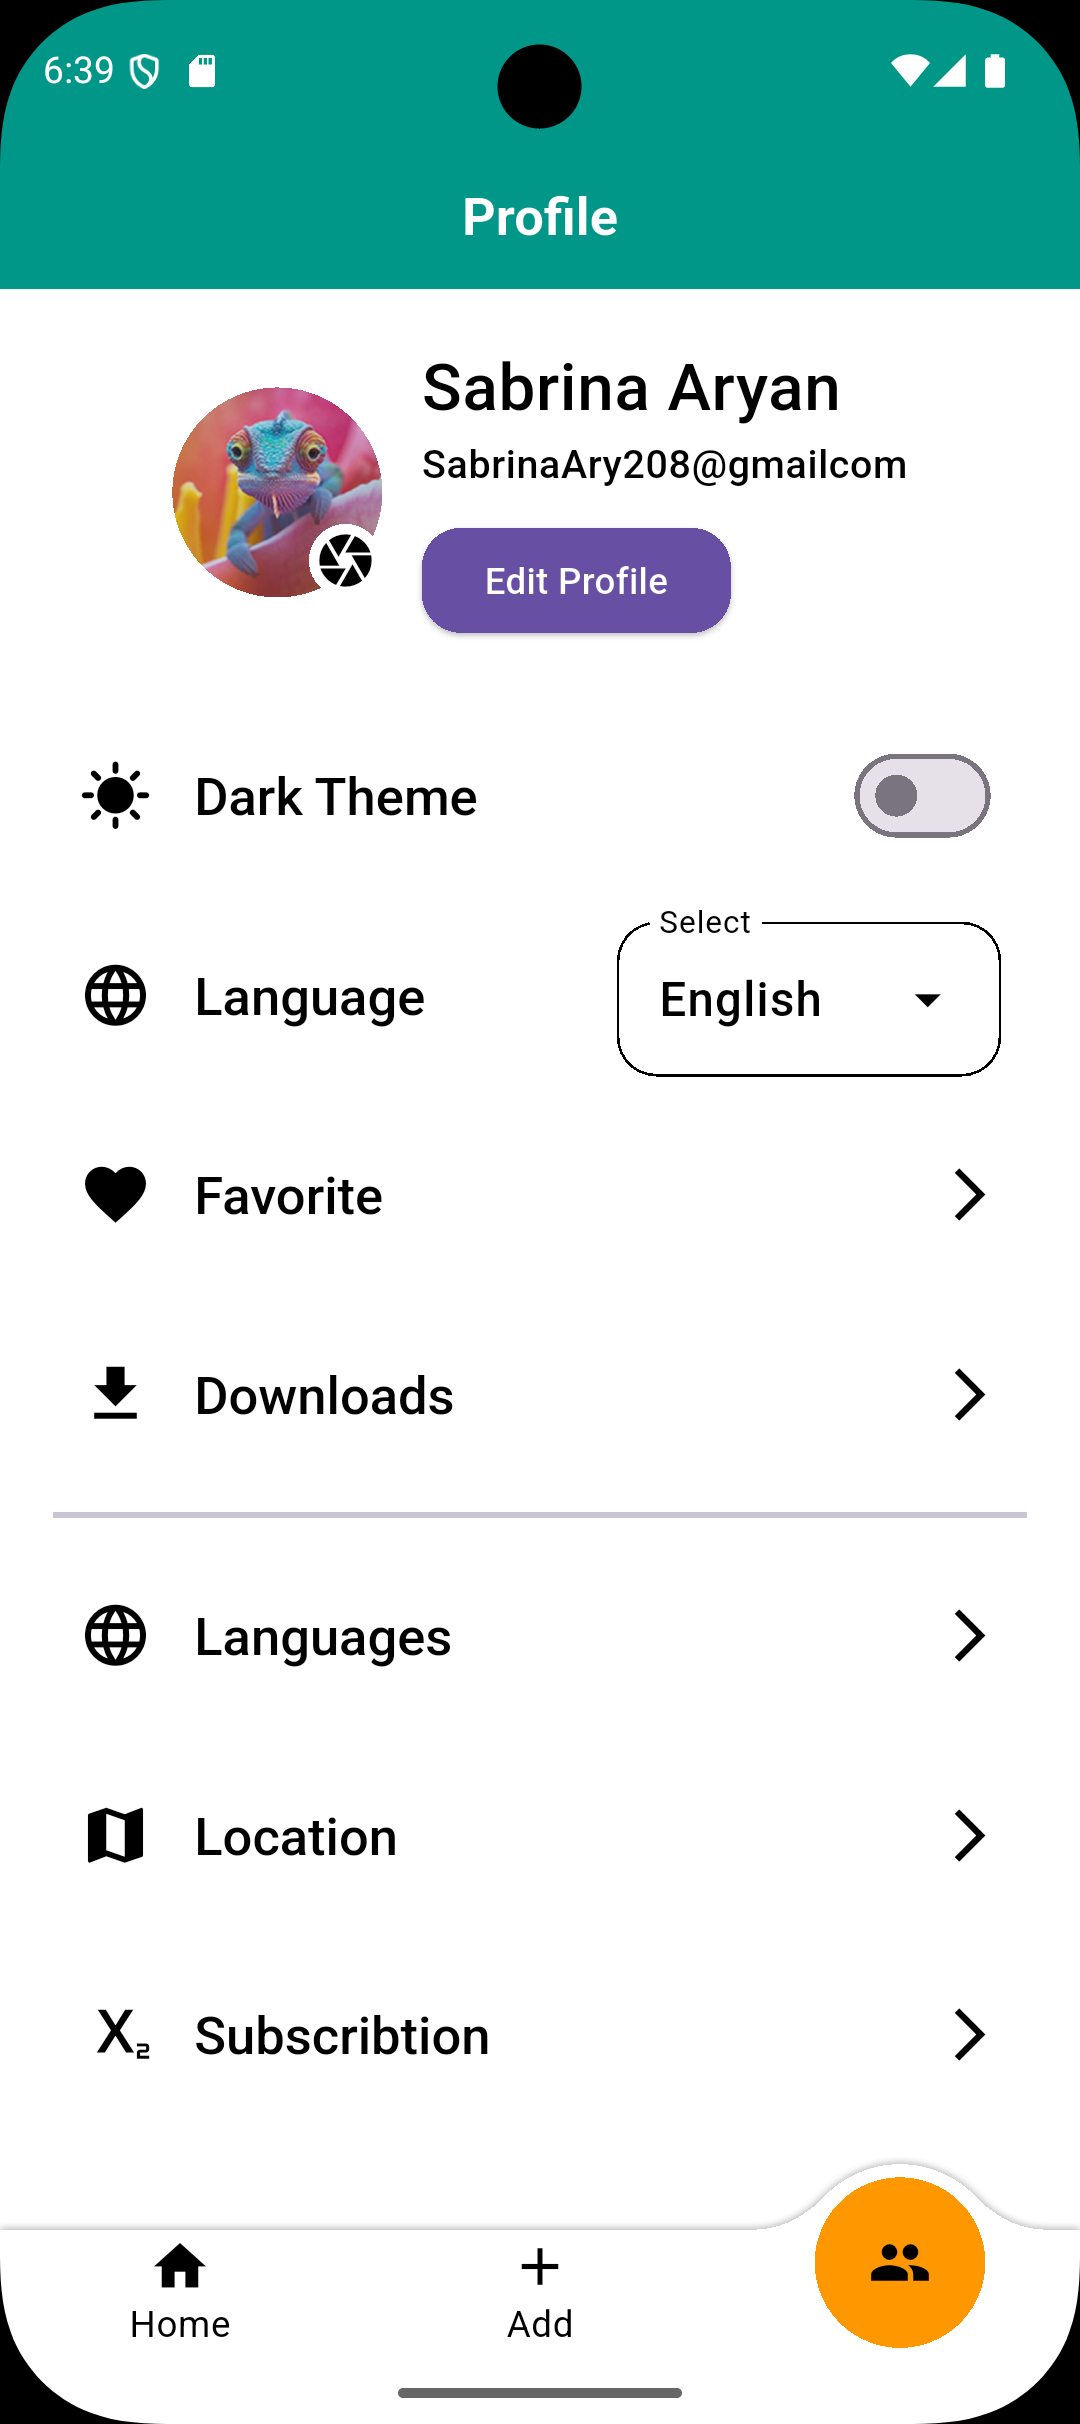 6:39
Profile
Sabrina Aryan
SabrinaAry208@gmailcom
Edit Profile
Dark Theme
Select
Language
English
Favorite
Downloads
Languages
Location
X₂
Subscribtion
Home
Add